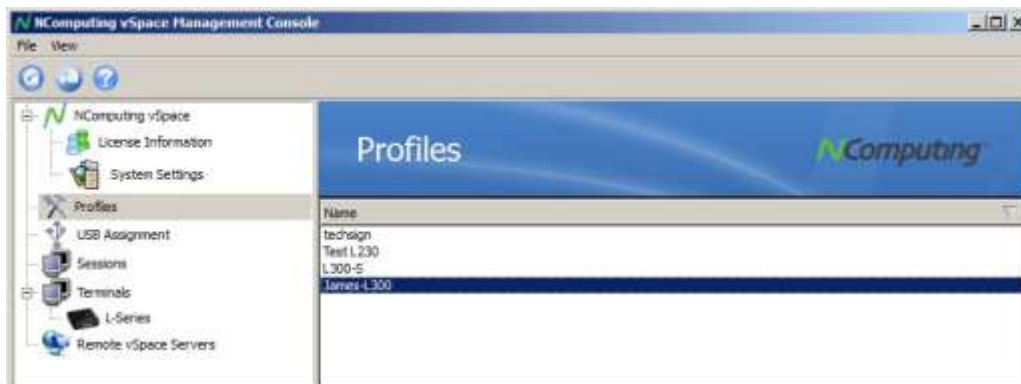 NComputing vSpace Management Console
File View
NComputing vSpace
License Information
System Settings
Profiles
USB Assignment
Sessions
Terminals
L-Series
Remote vSpace Servers
Profiles
NComputing
Name
techsign
Test L230
L300-S
James-L300